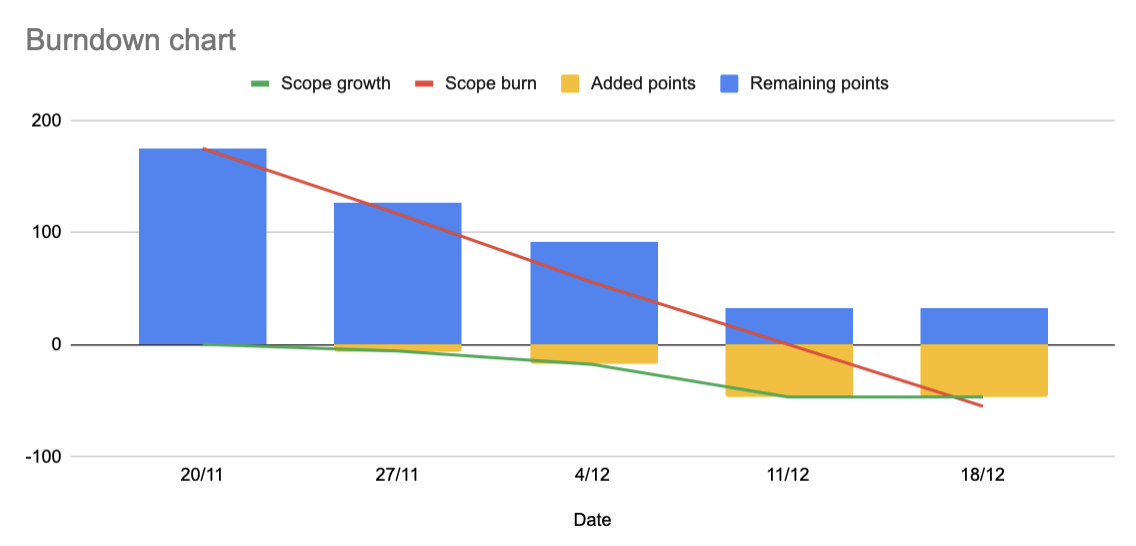 Burndown chart
Scope growth Scope burn Added points Remaining points
200
100
0
-100
20/11 27/11 4/12 11/12 18/12
Date